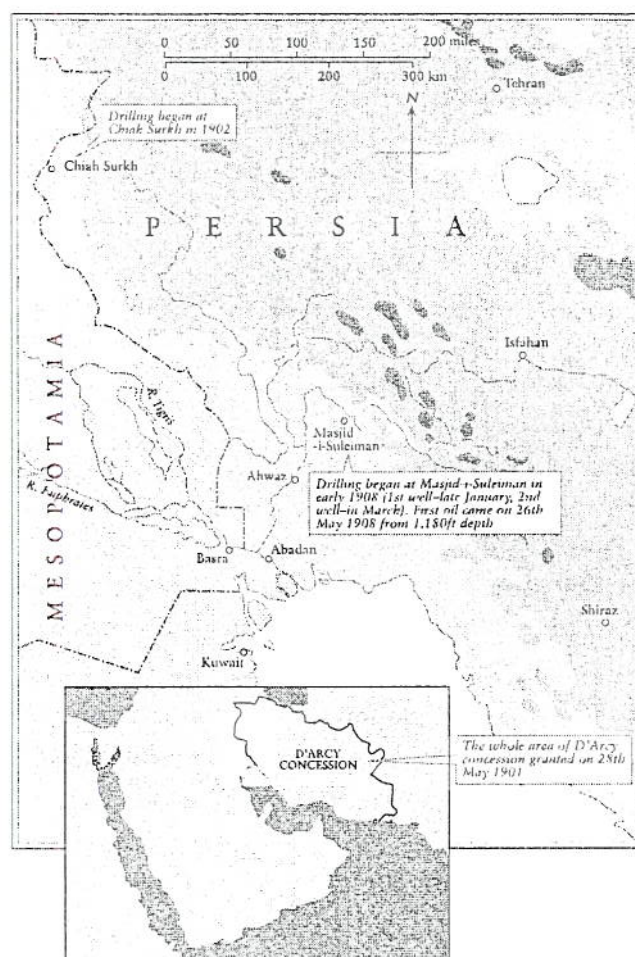 0 50 100 150 200 miles
0 100 200 300 km
N
Tehran
Drilling began at
Chiak Surkh in 1902
Chiah Surkh
PERSIA
MESOPOTAMIA
R. Tigris
R. Euphrates
Isfahan
Masjid
-i-Suleiman
Ahwaz
Drilling began at Masjid-i-Suleiman in
early 1908 (1st well–late January, 2nd
well–in March). First oil came on 26th
May 1908 from 1,180ft depth
Basra
Abadan
Shiraz
Kuwait
D'ARCY
CONCESSION
The whole area of D'Arcy
concession granted on 28th
May 1901